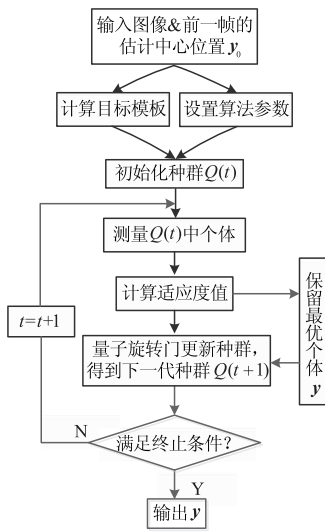 输入图像&前一帧的
估计中心位置 y₀
计算目标模板
设置算法参数
初始化种群Q(t)
测量Q(t)中个体
计算适应度值
保留最优个体 y
t=t+1
量子旋转门更新种群，
得到下一代种群 Q(t+1)
N
满足终止条件？
Y
输出 y